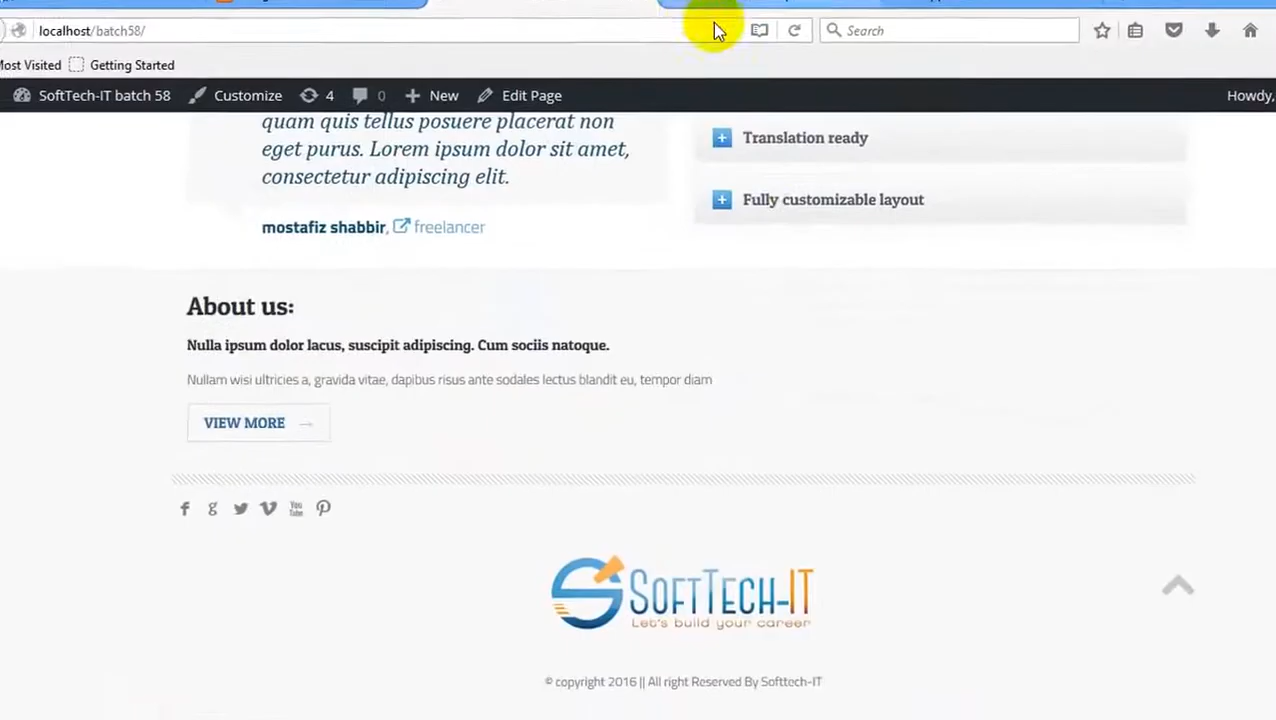 localhost/batch58/
Search
Most Visited Getting Started
SoftTech-IT batch 58 Customize 4 0 New Edit Page Howdy,
quam quis tellus posuere placerat non
eget purus. Lorem ipsum dolor sit amet,
consectetur adipiscing elit.
mostafiz shabbir, freelancer
Translation ready
Fully customizable layout
About us:
Nulla ipsum dolor lacus, suscipit adipiscing. Cum sociis natoque.
Nullam wisi ultricies a, gravida vitae, dapibus risus ante sodales lectus blandit eu, tempor diam
VIEW MORE →
You Tube
SOFTTECH-IT
Let's build your career
© copyright 2016 || All right Reserved By Softtech-IT